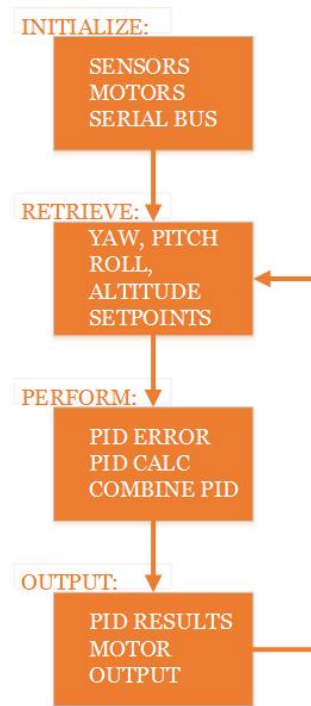 INITIALIZE:
SENSORS
MOTORS
SERIAL BUS
RETRIEVE:
YAW, PITCH
ROLL,
ALTITUDE
SETPOINTS
PERFORM:
PID ERROR
PID CALC
COMBINE PID
OUTPUT:
PID RESULTS
MOTOR
OUTPUT